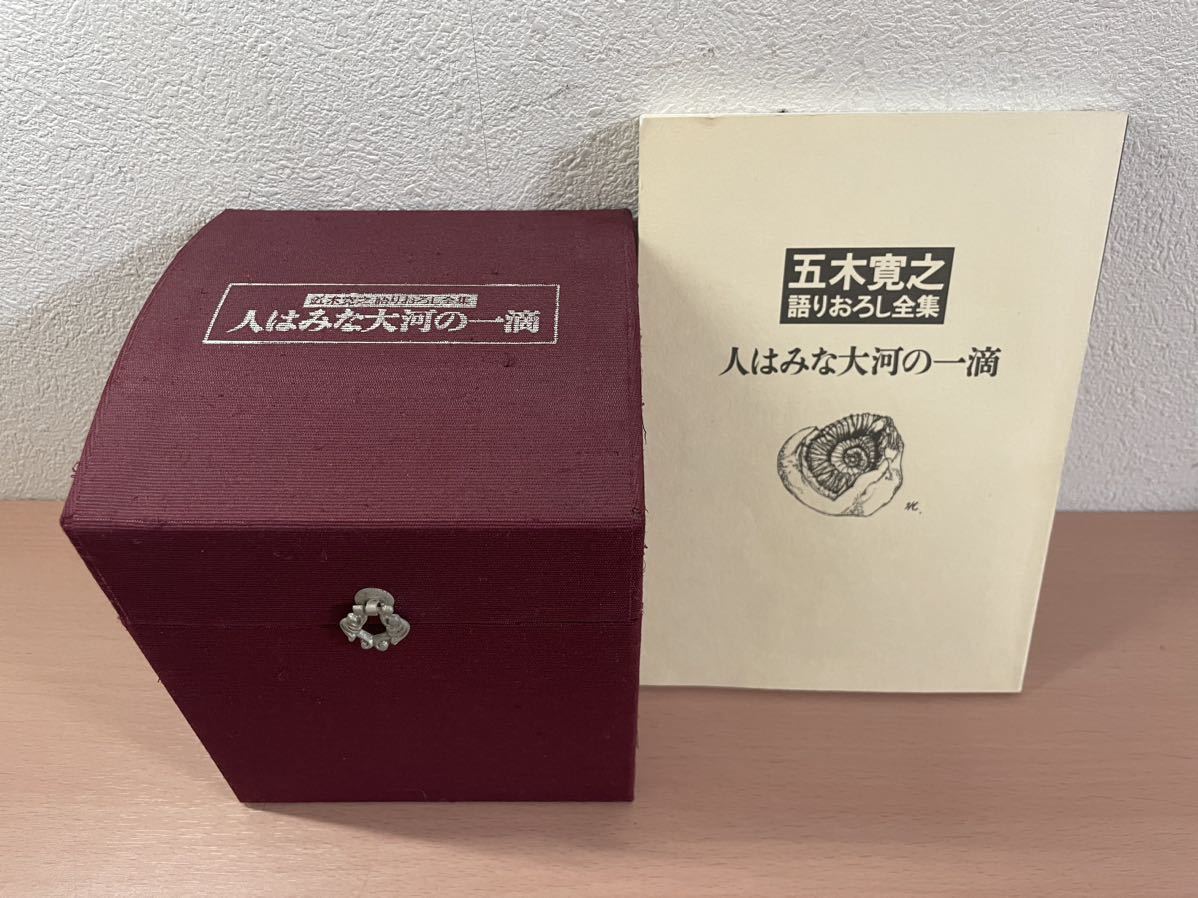 五木寛之 語りおろし全集
人はみな大河の一滴
五木寛之
語りおろし全集
人はみな大河の一滴